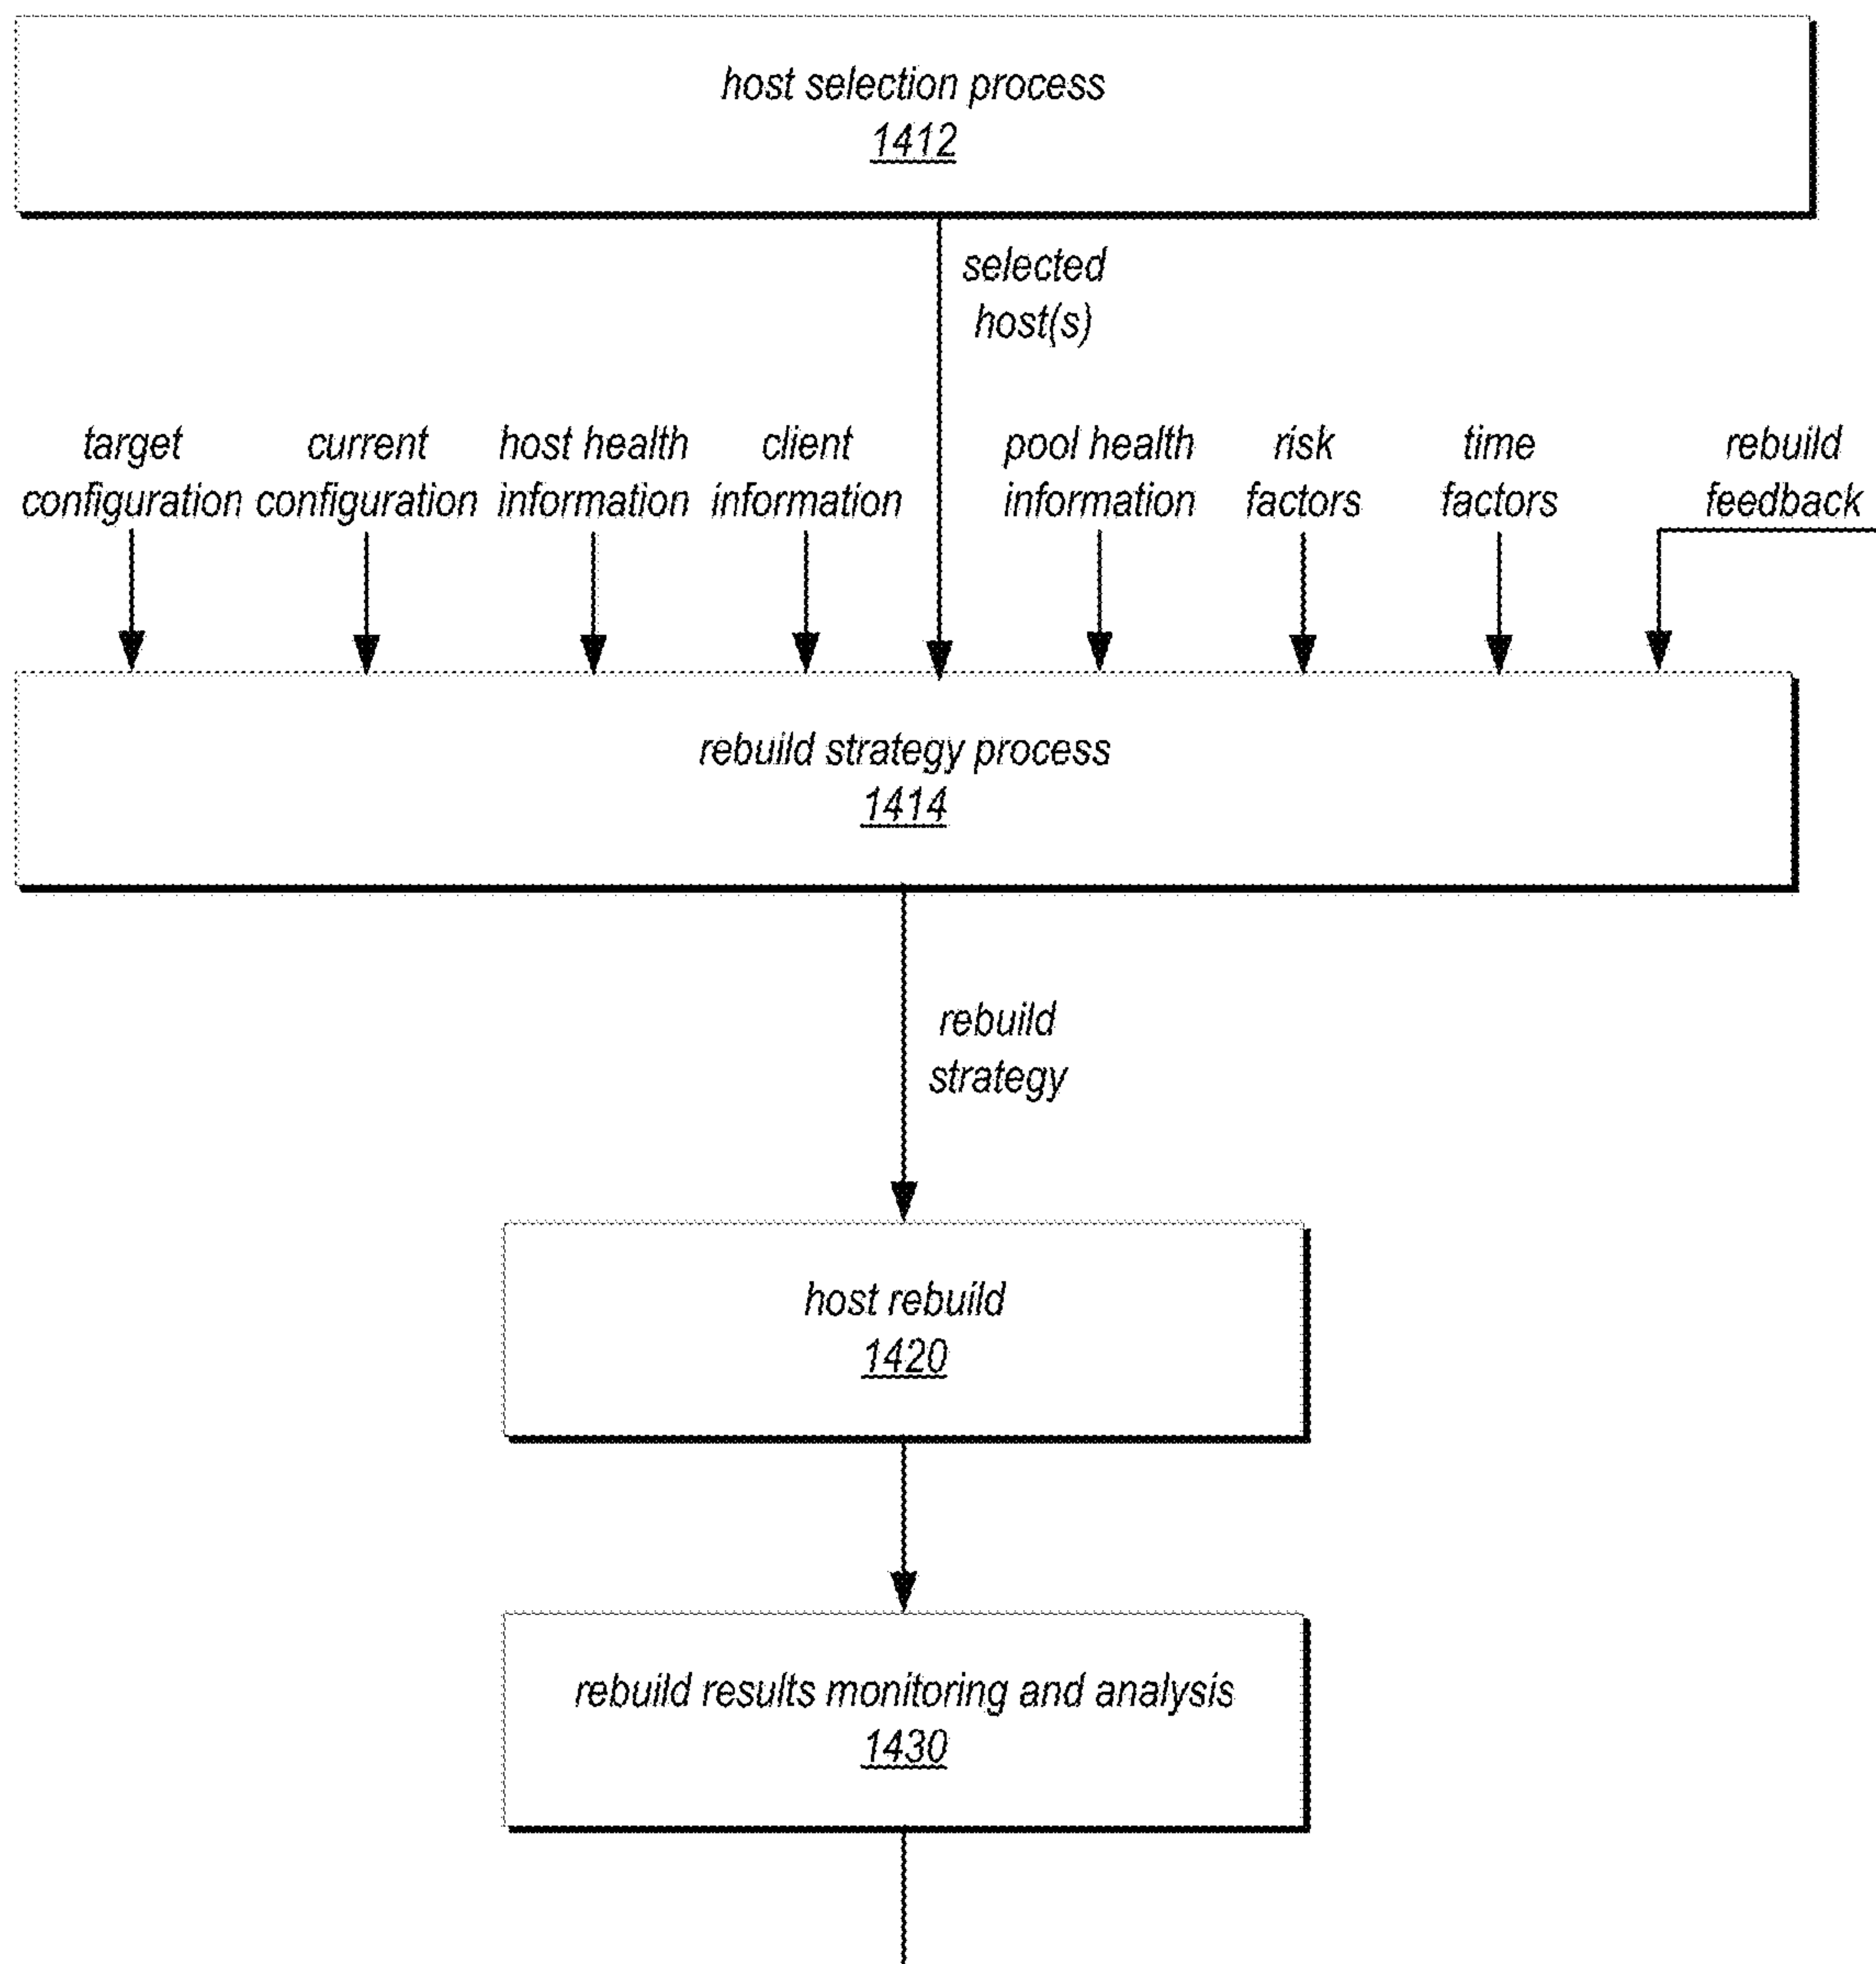 host selection process
1412
selected
host(s)
target
configuration
current
configuration
host health
information
client
information
pool health
information
risk
factors
time
factors
rebuild
feedback
rebuild strategy process
1414
rebuild
strategy
host rebuild
1420
rebuild results monitoring and analysis
1430